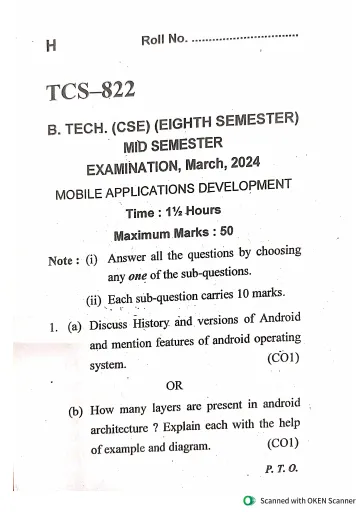 H
Roll No. ..............................
TCS–822
B. TECH. (CSE) (EIGHTH SEMESTER)
MID SEMESTER
EXAMINATION, March, 2024
MOBILE APPLICATIONS DEVELOPMENT
Time : 1½ Hours
Maximum Marks : 50
Note : (i) Answer all the questions by choosing
any one of the sub-questions.
(ii) Each sub-question carries 10 marks.
1. (a) Discuss History and versions of Android
and mention features of android operating
system. (CO1)
OR
(b) How many layers are present in android
architecture ? Explain each with the help
of example and diagram. (CO1)
P. T. O.
Scanned with OKEN Scanner